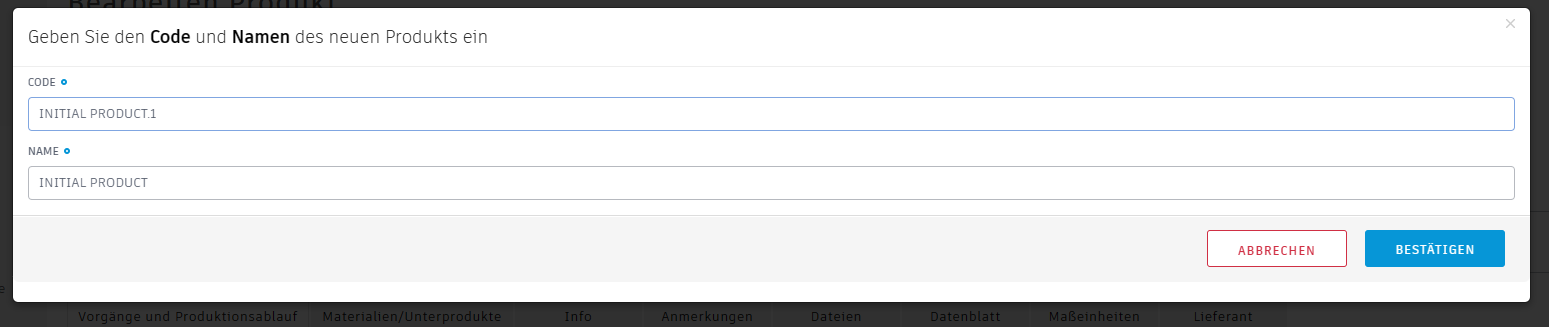 Bearbeiten Produkt
Geben Sie den Code und Namen des neuen Produkts ein
×
CODE
INITIAL PRODUCT.1
NAME
INITIAL PRODUCT
ABBRECHEN BESTÄTIGEN
e
Vorgänge und Produktionsablauf Materialien/Unterprodukte Info Anmerkungen Dateien Datenblatt Maßeinheiten Lieferant